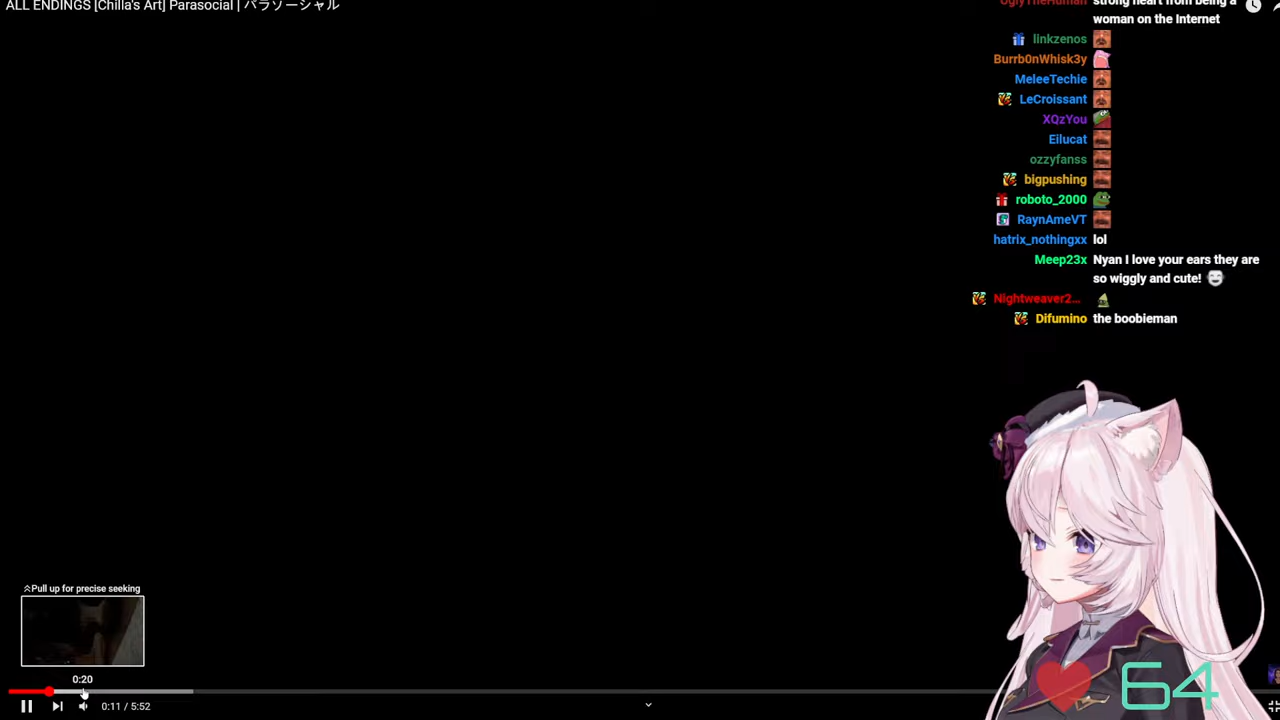 ALL ENDINGS [Chilla's Art] Parasocial | パラソーシャル
UglyTheHuman strong heart from being a
woman on the Internet
linkzenos
Burrb0nWhisk3y
MeleeTechie
LeCroissant
XQzYou
Eilucat
ozzyfanss
bigpushing
roboto_2000
RaynAmeVT
hatrix_nothingxx lol
Meep23x Nyan I love your ears they are
so wiggly and cute!
Nightweaver2...
Difumino the boobieman
Pull up for precise seeking
0:20
0:11 / 5:52
64